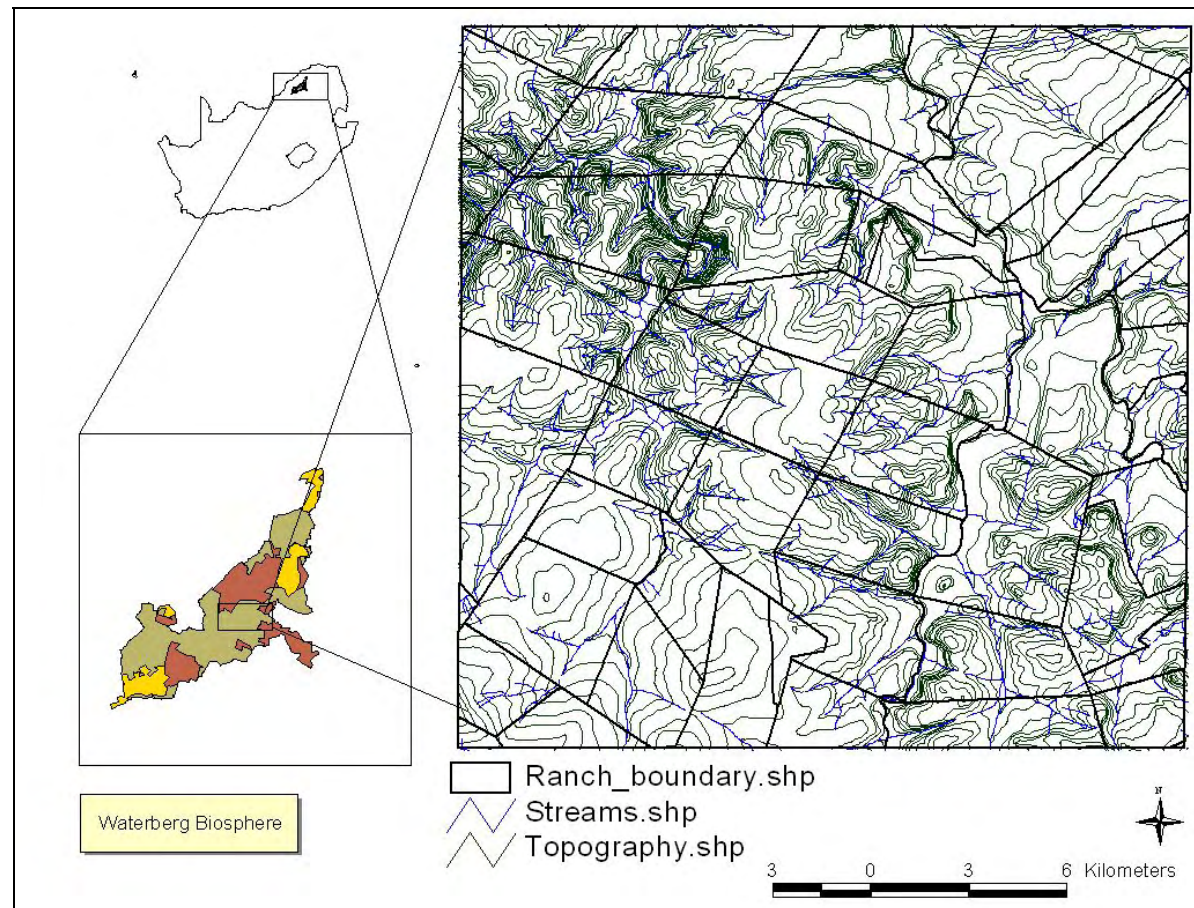 Waterberg Biosphere
Ranch_boundary.shp
Streams.shp
Topography.shp
N
3 0 3 6 Kilometers